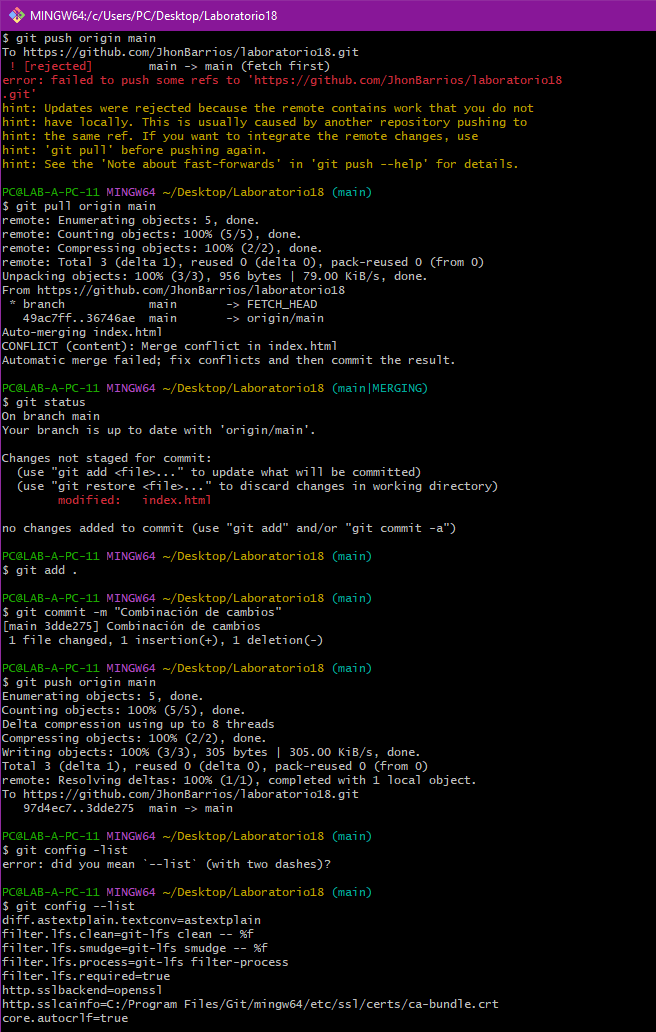 MINGW64:/c/Users/PC/Desktop/Laboratorio18
$ git push origin main
To https://github.com/JhonBarrios/laboratorio18.git
 ! [rejected]        main -> main (fetch first)
error: failed to push some refs to 'https://github.com/JhonBarrios/laboratorio18
.git'
hint: Updates were rejected because the remote contains work that you do not
hint: have locally. This is usually caused by another repository pushing to
hint: the same ref. If you want to integrate the remote changes, use
hint: 'git pull' before pushing again.
hint: See the 'Note about fast-forwards' in 'git push --help' for details.

PC@LAB-A-PC-11 MINGW64 ~/Desktop/Laboratorio18 (main)
$ git pull origin main
remote: Enumerating objects: 5, done.
remote: Counting objects: 100% (5/5), done.
remote: Compressing objects: 100% (2/2), done.
remote: Total 3 (delta 1), reused 0 (delta 0), pack-reused 0 (from 0)
Unpacking objects: 100% (3/3), 956 bytes | 79.00 KiB/s, done.
From https://github.com/JhonBarrios/laboratorio18
 * branch            main       -> FETCH_HEAD
   49ac7ff..36746ae  main       -> origin/main
Auto-merging index.html
CONFLICT (content): Merge conflict in index.html
Automatic merge failed; fix conflicts and then commit the result.

PC@LAB-A-PC-11 MINGW64 ~/Desktop/Laboratorio18 (main|MERGING)
$ git status
On branch main
Your branch is up to date with 'origin/main'.

Changes not staged for commit:
  (use "git add <file>..." to update what will be committed)
  (use "git restore <file>..." to discard changes in working directory)
        modified:   index.html

no changes added to commit (use "git add" and/or "git commit -a")

PC@LAB-A-PC-11 MINGW64 ~/Desktop/Laboratorio18 (main)
$ git add .

PC@LAB-A-PC-11 MINGW64 ~/Desktop/Laboratorio18 (main)
$ git commit -m "Combinación de cambios"
[main 3dde275] Combinación de cambios
 1 file changed, 1 insertion(+), 1 deletion(-)

PC@LAB-A-PC-11 MINGW64 ~/Desktop/Laboratorio18 (main)
$ git push origin main
Enumerating objects: 5, done.
Counting objects: 100% (5/5), done.
Delta compression using up to 8 threads
Compressing objects: 100% (2/2), done.
Writing objects: 100% (3/3), 305 bytes | 305.00 KiB/s, done.
Total 3 (delta 1), reused 0 (delta 0), pack-reused 0 (from 0)
remote: Resolving deltas: 100% (1/1), completed with 1 local object.
To https://github.com/JhonBarrios/laboratorio18.git
   97d4ec7..3dde275  main -> main

PC@LAB-A-PC-11 MINGW64 ~/Desktop/Laboratorio18 (main)
$ git config -list
error: did you mean `--list` (with two dashes)?

PC@LAB-A-PC-11 MINGW64 ~/Desktop/Laboratorio18 (main)
$ git config --list
diff.astextplain.textconv=astextplain
filter.lfs.clean=git-lfs clean -- %f
filter.lfs.smudge=git-lfs smudge -- %f
filter.lfs.process=git-lfs filter-process
filter.lfs.required=true
http.sslbackend=openssl
http.sslcainfo=C:/Program Files/Git/mingw64/etc/ssl/certs/ca-bundle.crt
core.autocrlf=true